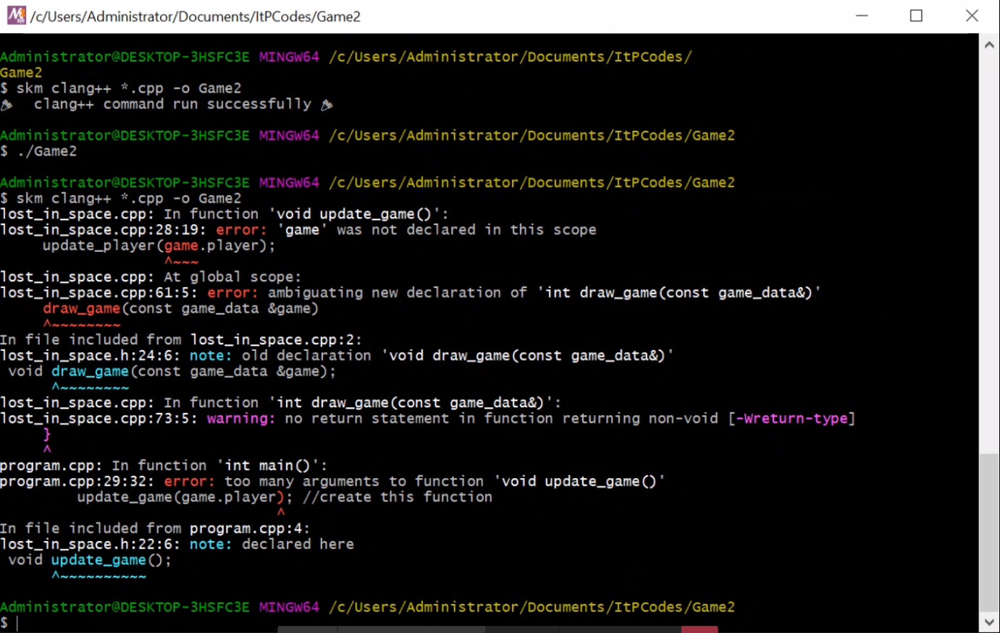 /c/Users/Administrator/Documents/ItPCodes/Game2
Administrator@DESKTOP-3HSFC3E MINGW64 /c/Users/Administrator/Documents/ItPCodes/
Game2
$ skm clang++ *.cpp -o Game2
clang++ command run successfully
Administrator@DESKTOP-3HSFC3E MINGW64 /c/Users/Administrator/Documents/ItPCodes/Game2
$ ./Game2
Administrator@DESKTOP-3HSFC3E MINGW64 /c/Users/Administrator/Documents/ItPCodes/Game2
$ skm clang++ *.cpp -o Game2
lost_in_space.cpp: In function 'void update_game()':
lost_in_space.cpp:28:19: error: 'game' was not declared in this scope
     update_player(game.player);
                   ^~~~
lost_in_space.cpp: At global scope:
lost_in_space.cpp:61:5: error: ambiguating new declaration of 'int draw_game(const game_data&)'
     draw_game(const game_data &game)
     ^~~~~~~~~
In file included from lost_in_space.cpp:2:
lost_in_space.h:24:6: note: old declaration 'void draw_game(const game_data&)'
 void draw_game(const game_data &game);
      ^~~~~~~~~
lost_in_space.cpp: In function 'int draw_game(const game_data&)':
lost_in_space.cpp:73:5: warning: no return statement in function returning non-void [-Wreturn-type]
     }
     ^
program.cpp: In function 'int main()':
program.cpp:29:32: error: too many arguments to function 'void update_game()'
         update_game(game.player); //create this function
                                ^
In file included from program.cpp:4:
lost_in_space.h:22:6: note: declared here
 void update_game();
      ^~~~~~~~~~~
Administrator@DESKTOP-3HSFC3E MINGW64 /c/Users/Administrator/Documents/ItPCodes/Game2
$